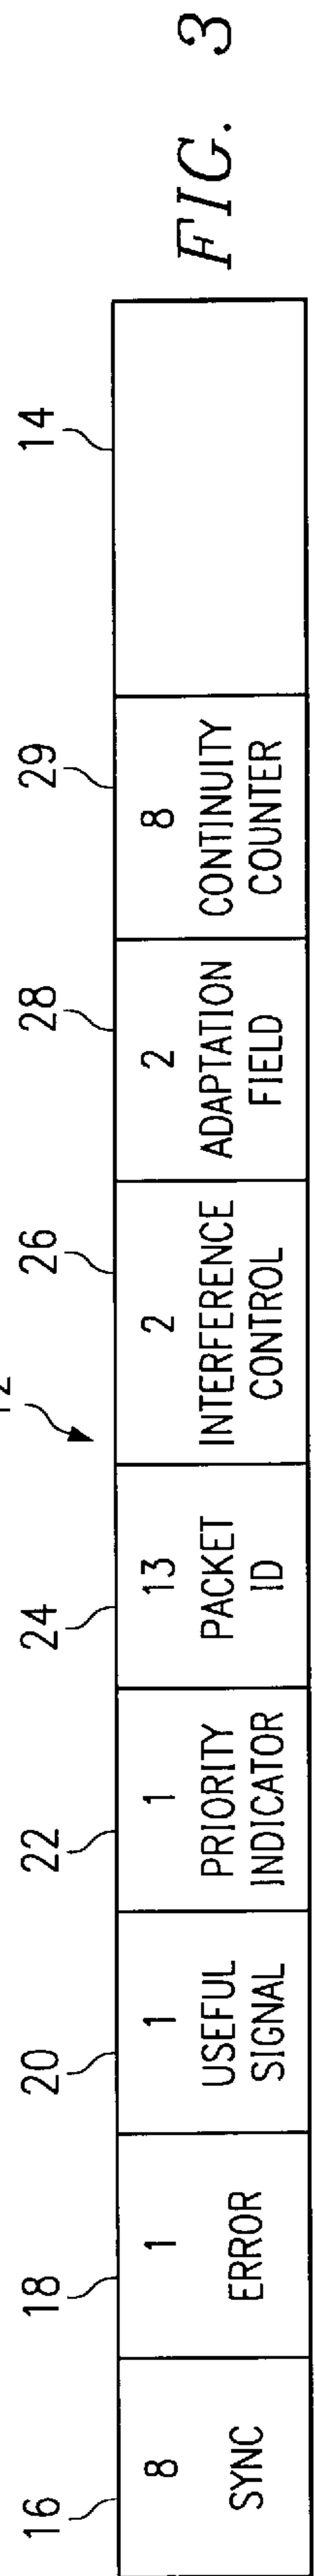 16 18 20 22 24 26 28 29 14
8 1 1 1 13 2 2 8
SYNC ERROR USEFUL PRIORITY PACKET INTERFERENCE ADAPTATION CONTINUITY
SIGNAL INDICATOR ID CONTROL FIELD COUNTER
FIG. 3